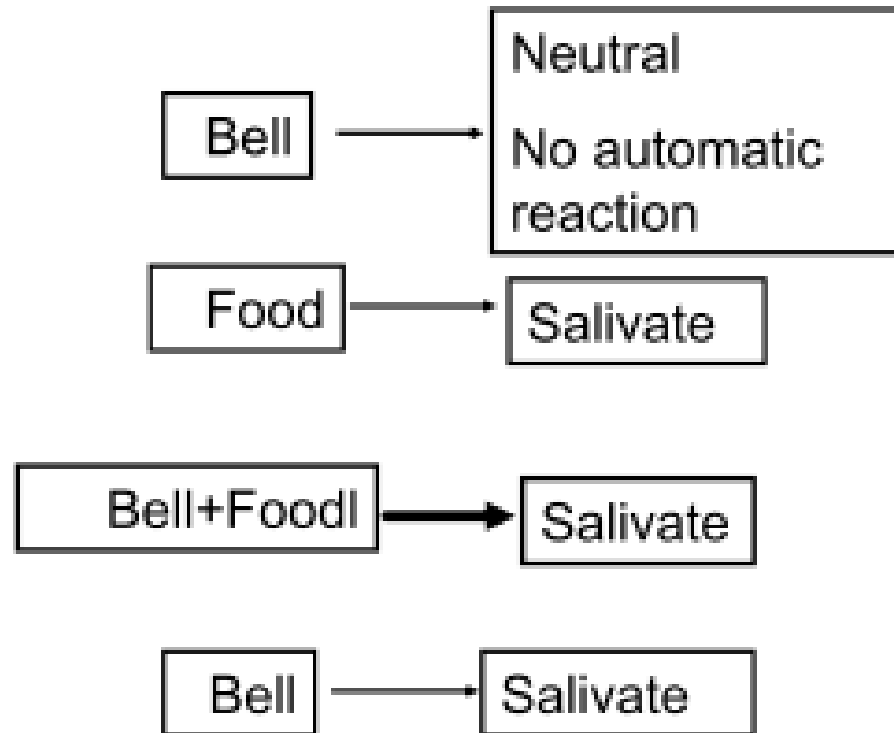 Bell
Neutral
No automatic
reaction
Food
Salivate
Bell+Foodl
Salivate
Bell
Salivate